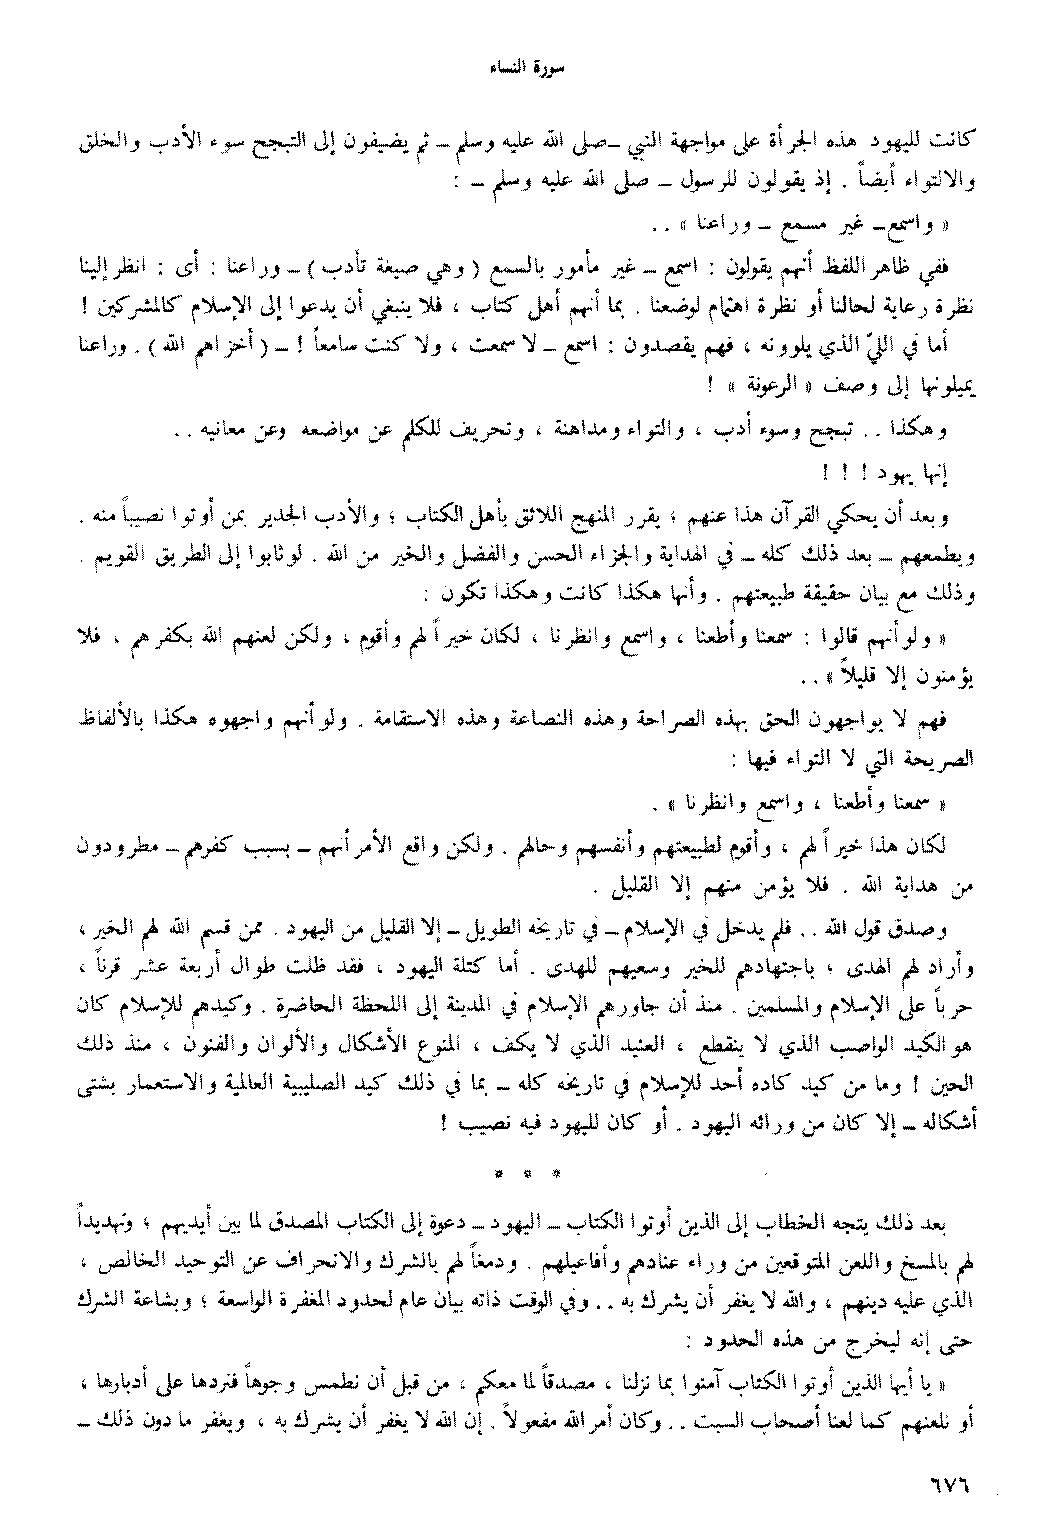 سورة النساء
كانت لليهود هذه الجرأة على مواجهة النبي –صلى الله عليه وسلم – ثم يضيفون إلى التبجح سوء الأدب والخلق
والالتواء أيضاً . إذ يقولون للرسول – صلى الله عليه وسلم – :
« واسمع– غير مسمع – وراعنا » ..
ففي ظاهر اللفظ أنهم يقولون : اسمع – غير مأمور بالسمع ( وهي صيغة تأدب ) – وراعنا : أى : انظر إلينا
نظرة رعاية لحالنا أو نظرة اهتمام لوضعنا . بما أنهم أهل كتاب ، فلا ينبغي أن يدعوا إلى الإسلام كالمشركين !
أما في الليّ الذي يلوونه ، فهم يقصدون : اسمع – لا سمعت ، ولا كنت سامعاً ! – ( أخزاهم الله ) . وراعنا
يميلونها إلى وصف « الرعونة » !
وهكذا .. تبجح وسوء أدب ، والتواء ومداهنة ، وتحريف للكلم عن مواضعه وعن معانيه ..
إنها يهود ! ! !
وبعد أن يحكي القرآن هذا عنهم ؛ يقرر المنهج اللائق بأهل الكتاب ؛ والأدب الجدير بمن أوتوا نصيباً منه .
ويطمعهم – بعد ذلك كله – في الهداية والجزاء الحسن والفضل والخير من الله . لو ثابوا إلى الطريق القويم .
وذلك مع بيان حقيقة طبيعتهم . وأنها هكذا كانت وهكذا تكون :
« ولو أنهم قالوا : سمعنا وأطعنا ، واسمع وانظرنا ، لكان خيراً لهم وأقوم ، ولكن لعنهم الله بكفرهم ، فلا
يؤمنون إلا قليلاً » ..
فهم لا يواجهون الحق بهذه الصراحة وهذه النصاعة وهذه الاستقامة . ولو أنهم واجهوه هكذا بالألفاظ
الصريحة التي لا التواء فيها :
« سمعنا وأطعنا ، واسمع وانظرنا » .
لكان هذا خيراً لهم ، وأقوم لطبيعتهم وأنفسهم وحالهم . ولكن واقع الأمر أنهم – بسبب كفرهم – مطرودون
من هداية الله . فلا يؤمن منهم إلا القليل .
وصدق قول الله .. فلم يدخل في الإسلام – في تاريخه الطويل – إلا القليل من اليهود . ممن قسم الله لهم الخير ،
وأراد لهم الهدى ؛ باجتهادهم للخير وسعيهم للهدى . أما كتلة اليهود ، فقد ظلت طوال أربعة عشر قرناً ،
حرباً على الإسلام والمسلمين . منذ أن جاورهم الإسلام في المدينة إلى اللحظة الحاضرة . وكيدهم للإسلام كان
هو الكيد الواصب الذي لا ينقطع ، العنيد الذي لا يكف ، المنوع الأشكال والألوان والفنون ، منذ ذلك
الحين ! وما من كيد كاده أحد للإسلام في تاريخه كله – بما في ذلك كيد الصليبية العالمية والاستعمار بشتى
أشكاله – إلا كان من ورائه اليهود . أو كان لليهود فيه نصيب !
* * *
بعد ذلك يتجه الخطاب إلى الذين أوتوا الكتاب – اليهود – دعوة إلى الكتاب المصدق لما بين أيديهم ؛ وتهديداً
لهم بالمسخ واللعن المتوقعين من وراء عنادهم وأفاعيلهم . ودمغاً لهم بالشرك والانحراف عن التوحيد الخالص ،
الذي عليه دينهم ، والله لا يغفر أن يشرك به .. وفي الوقت ذاته بيان عام لحدود المغفرة الواسعة ؛ وبشاعة الشرك
حتى إنه ليخرج من هذه الحدود :
« يا أيها الذين أوتوا الكتاب آمنوا بما نزلنا ، مصدقاً لما معكم ، من قبل أن نطمس وجوهاً فنردها على أدبارها ،
أو نلعنهم كما لعنا أصحاب السبت .. وكان أمر الله مفعولاً . إن الله لا يغفر أن يشرك به ، ويغفر ما دون ذلك –
٦٧٦